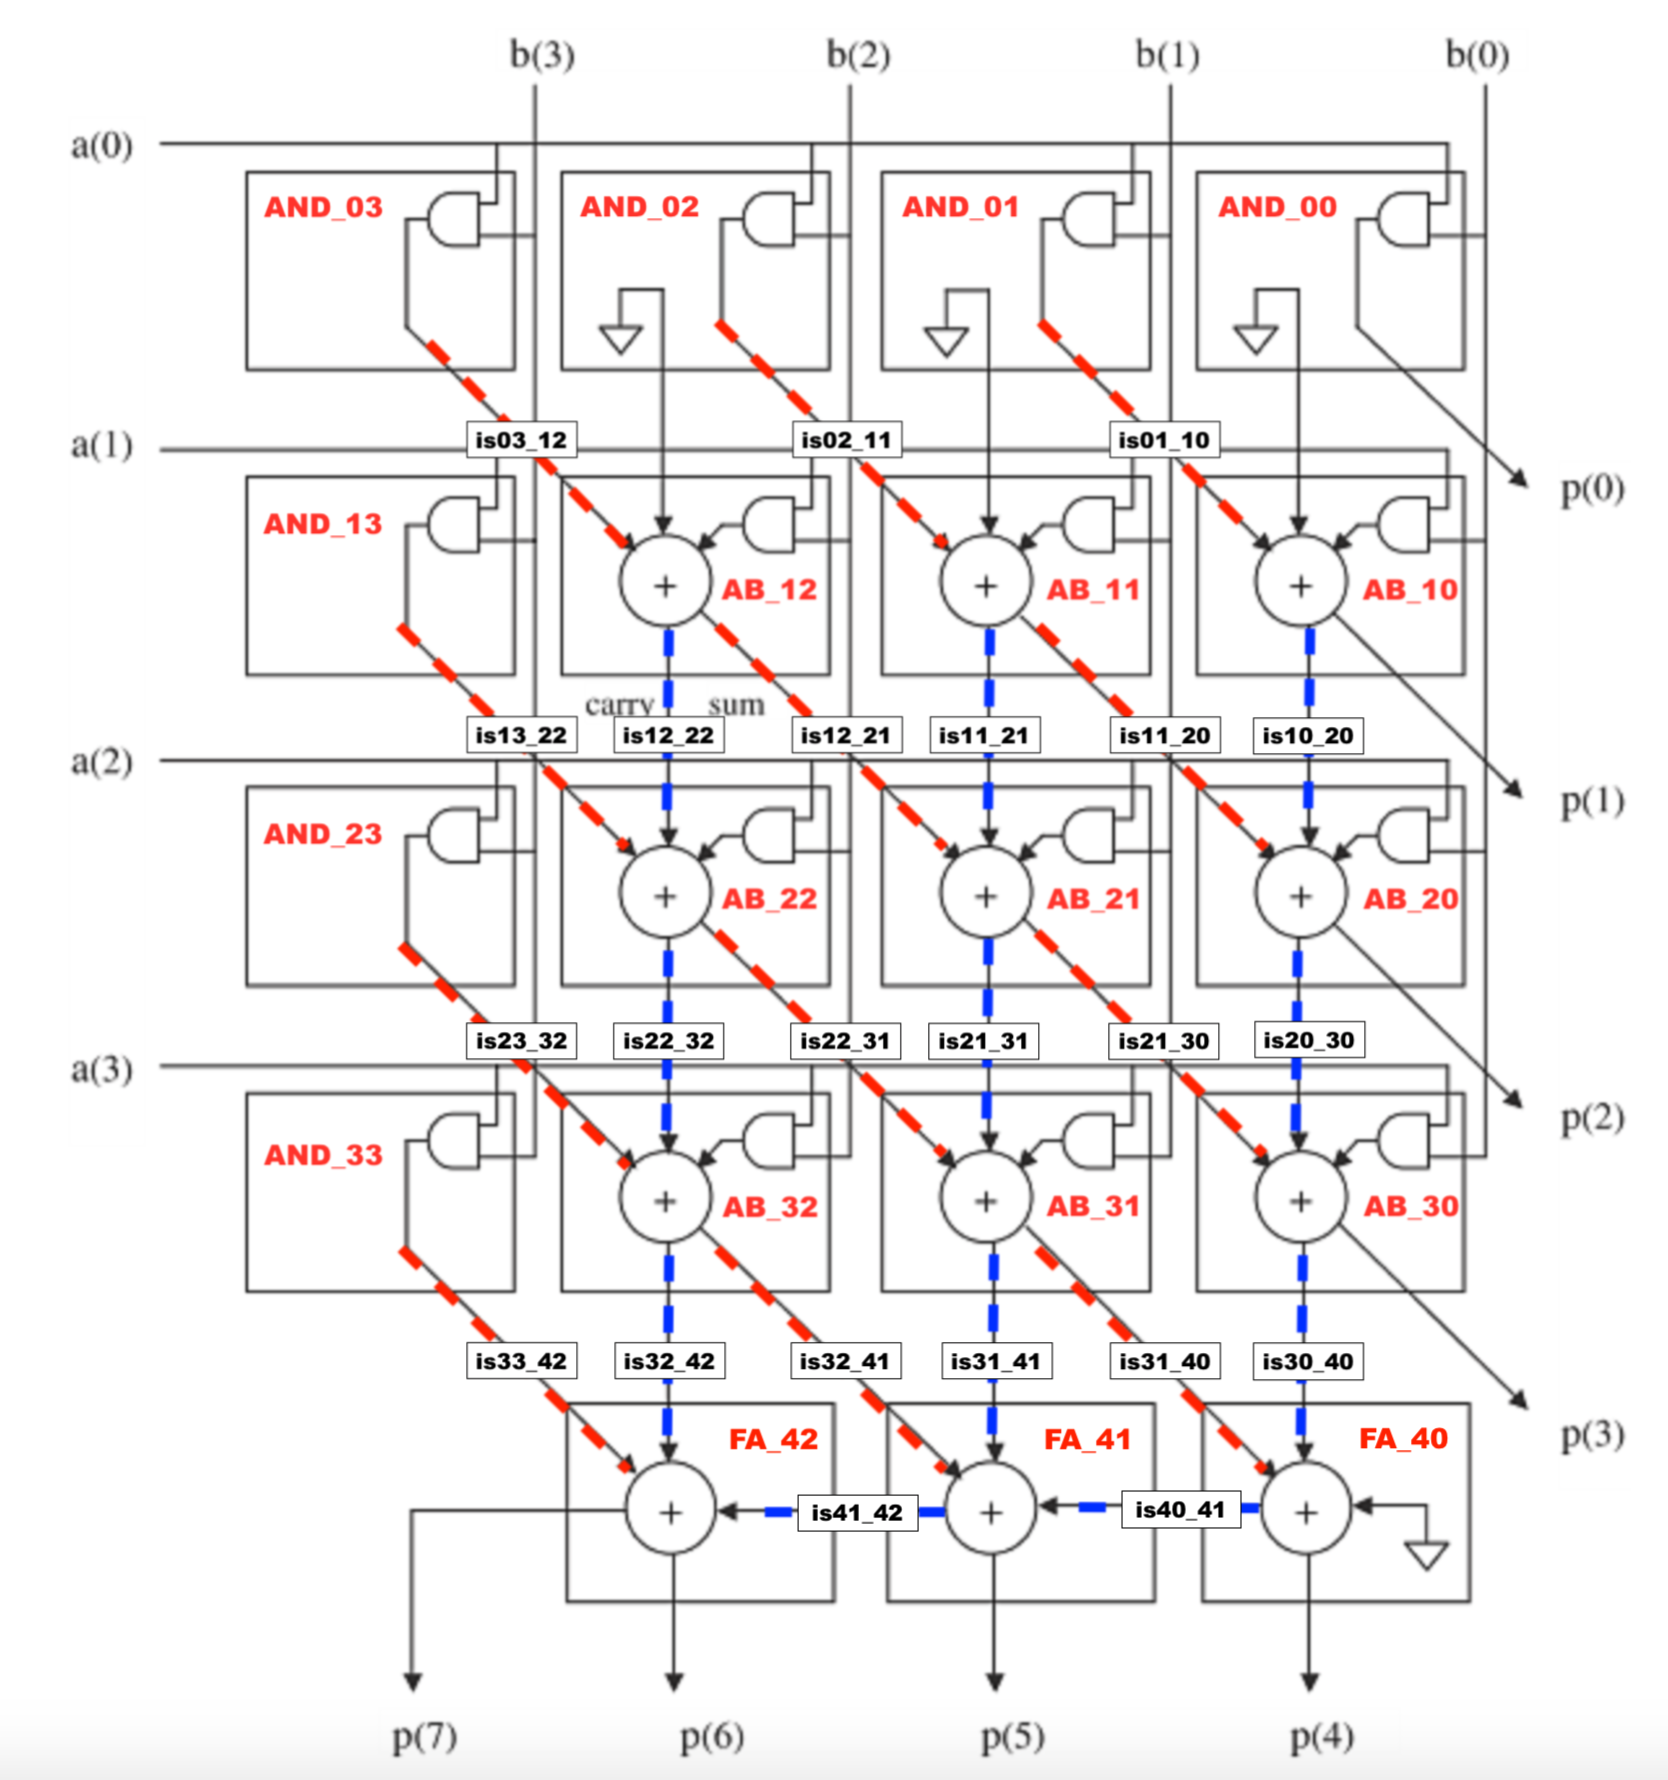 b(3) b(2) b(1) b(0)
a(0)
AND_03 AND_02 AND_01 AND_00
is03_12 is02_11 is01_10
a(1)
p(0)
AND_13
+ AB_12 + AB_11 + AB_10
carry sum
is13_22 is12_22 is12_21 is11_21 is11_20 is10_20
a(2)
p(1)
AND_23
+ AB_22 + AB_21 + AB_20
is23_32 is22_32 is22_31 is21_31 is21_30 is20_30
a(3)
p(2)
AND_33
+ AB_32 + AB_31 + AB_30
is33_42 is32_42 is32_41 is31_41 is31_40 is30_40
FA_42 FA_41 FA_40
p(3)
+ is41_42 + is40_41 +
p(7) p(6) p(5) p(4)